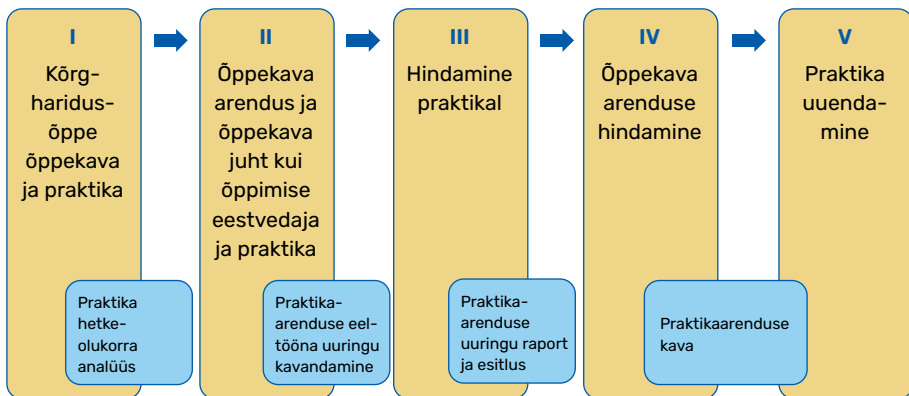 I
Kõrg-
haridus-
õppe
õppekava
ja praktika
II
Õppekava
arendus ja
õppekava
juht kui
õppimise
eestvedaja
ja praktika
III
Hindamine
praktikal
IV
Õppekava
arenduse
hindamine
V
Praktika
uuenda-
mine
Praktika
hetke-
olukorra
analüüs
Praktika-
arenduse eel-
tööna uuringu
kavandamine
Praktika-
arenduse
uuringu raport
ja esitlus
Praktikaarenduse
kava